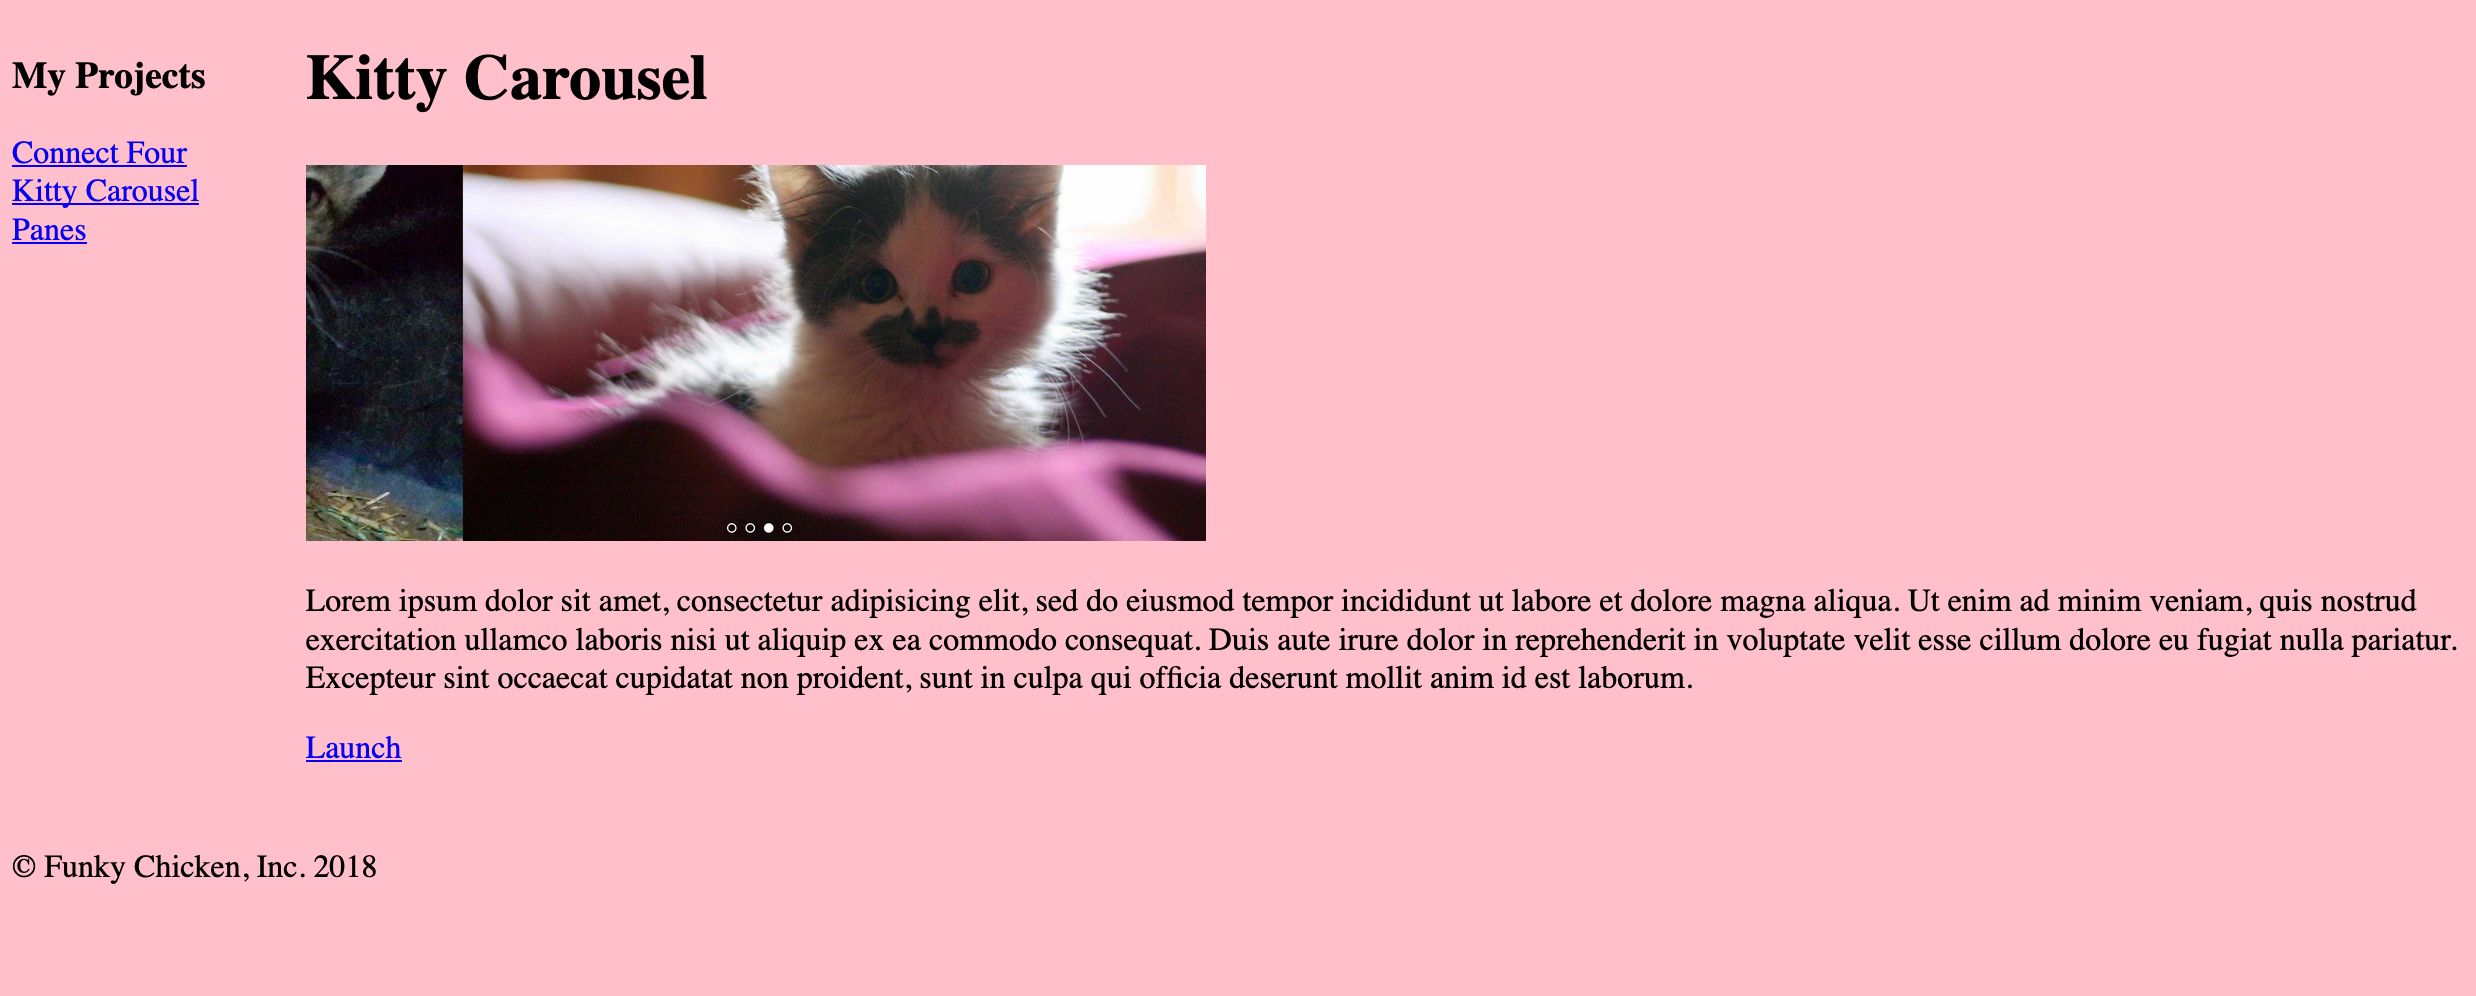 My Projects
Connect Four
Kitty Carousel
Panes
Kitty Carousel
Lorem ipsum dolor sit amet, consectetur adipisicing elit, sed do eiusmod tempor incididunt ut labore et dolore magna aliqua. Ut enim ad minim veniam, quis nostrud
exercitation ullamco laboris nisi ut aliquip ex ea commodo consequat. Duis aute irure dolor in reprehenderit in voluptate velit esse cillum dolore eu fugiat nulla pariatur.
Excepteur sint occaecat cupidatat non proident, sunt in culpa qui officia deserunt mollit anim id est laborum.
Launch
© Funky Chicken, Inc. 2018